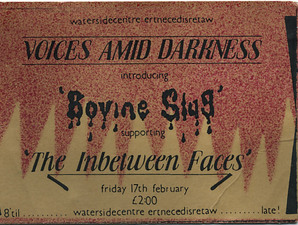 watersidecentre ertnecedisretaw
VOICES AMID DARKNESS
introducing
'Bovine Slug'
supporting
'The Inbetween Faces'
friday 17th february
£2:00
8'til.......... watersidecentre ertnecedisretaw..........late!